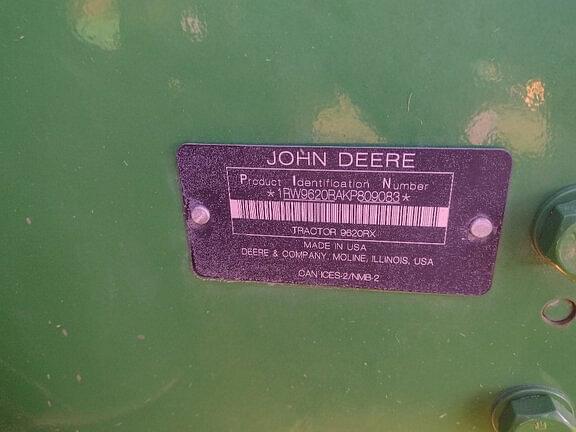 JOHN DEERE
Product Identification Number
*1RW9620RAKP809083*
TRACTOR 9620RX
MADE IN USA
DEERE & COMPANY, MOLINE, ILLINOIS, USA
CAN ICES-2/NMB-2